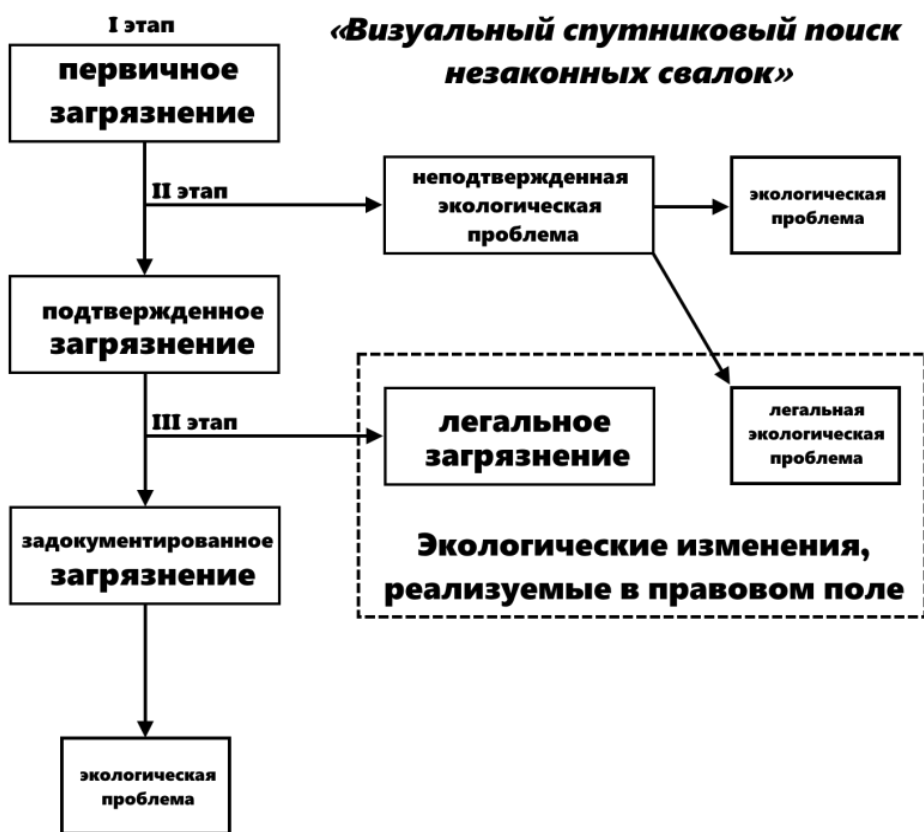 I этап
«Визуальный спутниковый поиск
незаконных свалок»
первичное
загрязнение
II этап
неподтвержденная
экологическая
проблема
экологическая
проблема
подтвержденное
загрязнение
III этап
легальное
загрязнение
легальная
экологическая
проблема
задокументированное
загрязнение
Экологические изменения,
реализуемые в правовом поле
экологическая
проблема